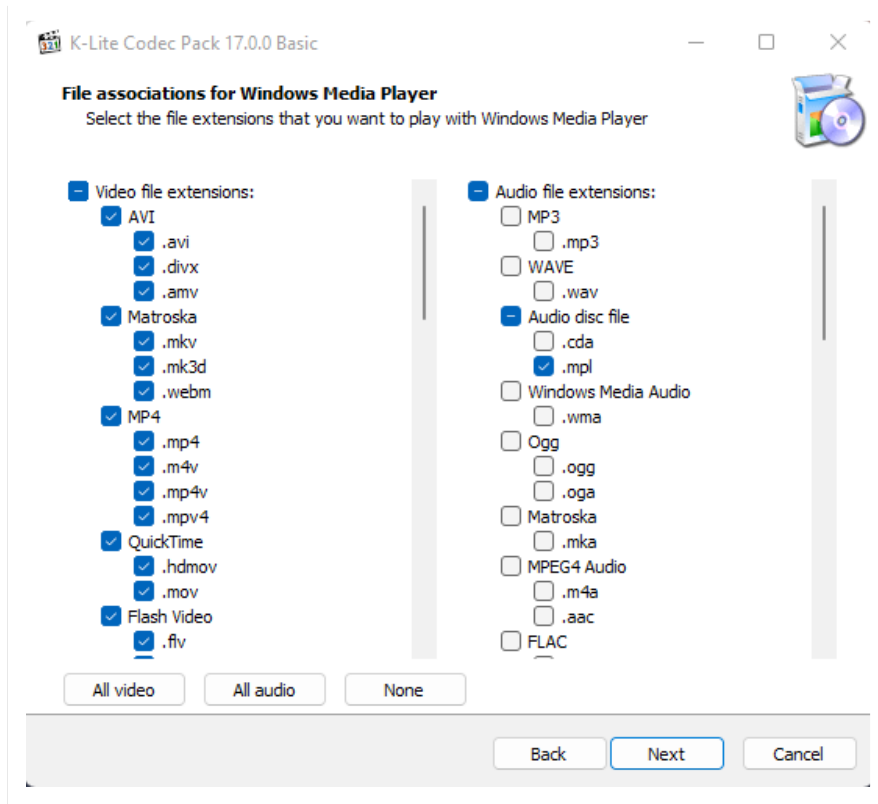 K-Lite Codec Pack 17.0.0 Basic
File associations for Windows Media Player
Select the file extensions that you want to play with Windows Media Player
Video file extensions:
AVI
.avi
.divx
.amv
Matroska
.mkv
.mk3d
.webm
MP4
.mp4
.m4v
.mp4v
.mpv4
QuickTime
.hdmov
.mov
Flash Video
.flv
Audio file extensions:
MP3
.mp3
WAVE
.wav
Audio disc file
.cda
.mpl
Windows Media Audio
.wma
Ogg
.ogg
.oga
Matroska
.mka
MPEG4 Audio
.m4a
.aac
FLAC
All video
All audio
None
Back
Next
Cancel